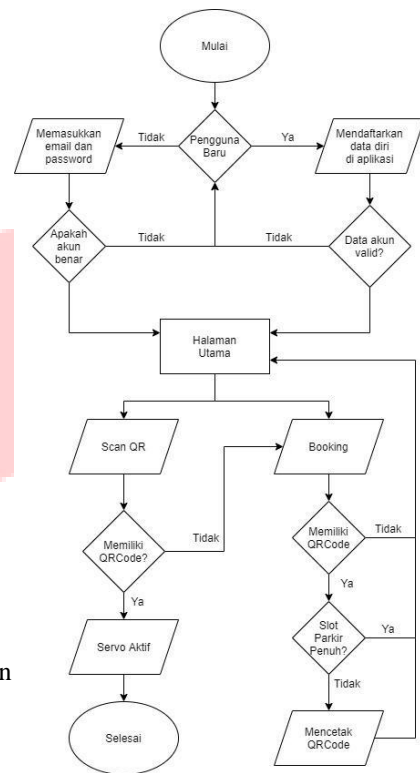 Mulai
Memasukkan
email dan
password
Tidak
Pengguna
Baru
Ya
Mendaftarkan
data diri
di aplikasi
Apakah
akun
benar
Tidak
Tidak
Data akun
valid?
Halaman
Utama
Scan QR
Booking
Memiliki
QRCode?
Tidak
Memiliki
QRCode
Tidak
Ya
Ya
Servo Aktif
Slot
Parkir
Penuh?
Ya
Tidak
Selesai
Mencetak
QRCode
n